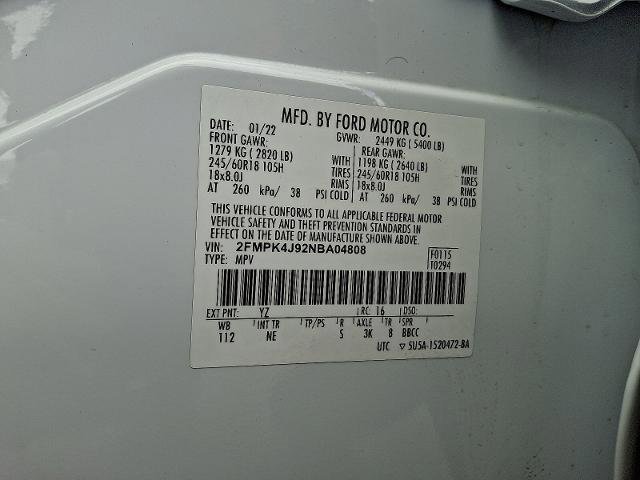 MFD. BY FORD MOTOR CO.
DATE: 01/22 GVWR: 2449 KG ( 5400 LB)
FRONT GAWR: REAR GAWR:
1279 KG ( 2820 LB) WITH 1198 KG ( 2640 LB) WITH
245/60R18 105H TIRES 245/60R18 105H TIRES
18x8.0J RIMS 18x8.0J RIMS
AT 260 kPa/ 38 PSI COLD AT 260 kPa/ 38 PSI COLD
THIS VEHICLE CONFORMS TO ALL APPLICABLE FEDERAL MOTOR
VEHICLE SAFETY AND THEFT PREVENTION STANDARDS IN
EFFECT ON THE DATE OF MANUFACTURE SHOWN ABOVE.
VIN: 2FMPK4J92NBA04808 F0115
TYPE: MPV T0294
EXT PNT: YZ RC: 16 DSO:
WB INT TR TP/PS R AXLE TR SPR
112 NE S 3K 8 BBCC
UTC ▽ 5U5A-1520472-BA